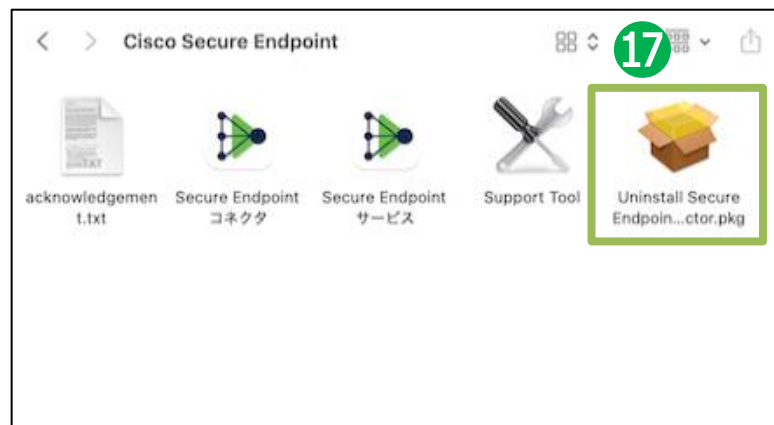 Cisco Secure Endpoint
17
TXT
acknowledgemen
t.txt
Secure Endpoint
コネクタ
Secure Endpoint
サービス
Support Tool
Uninstall Secure
Endpoin...ctor.pkg